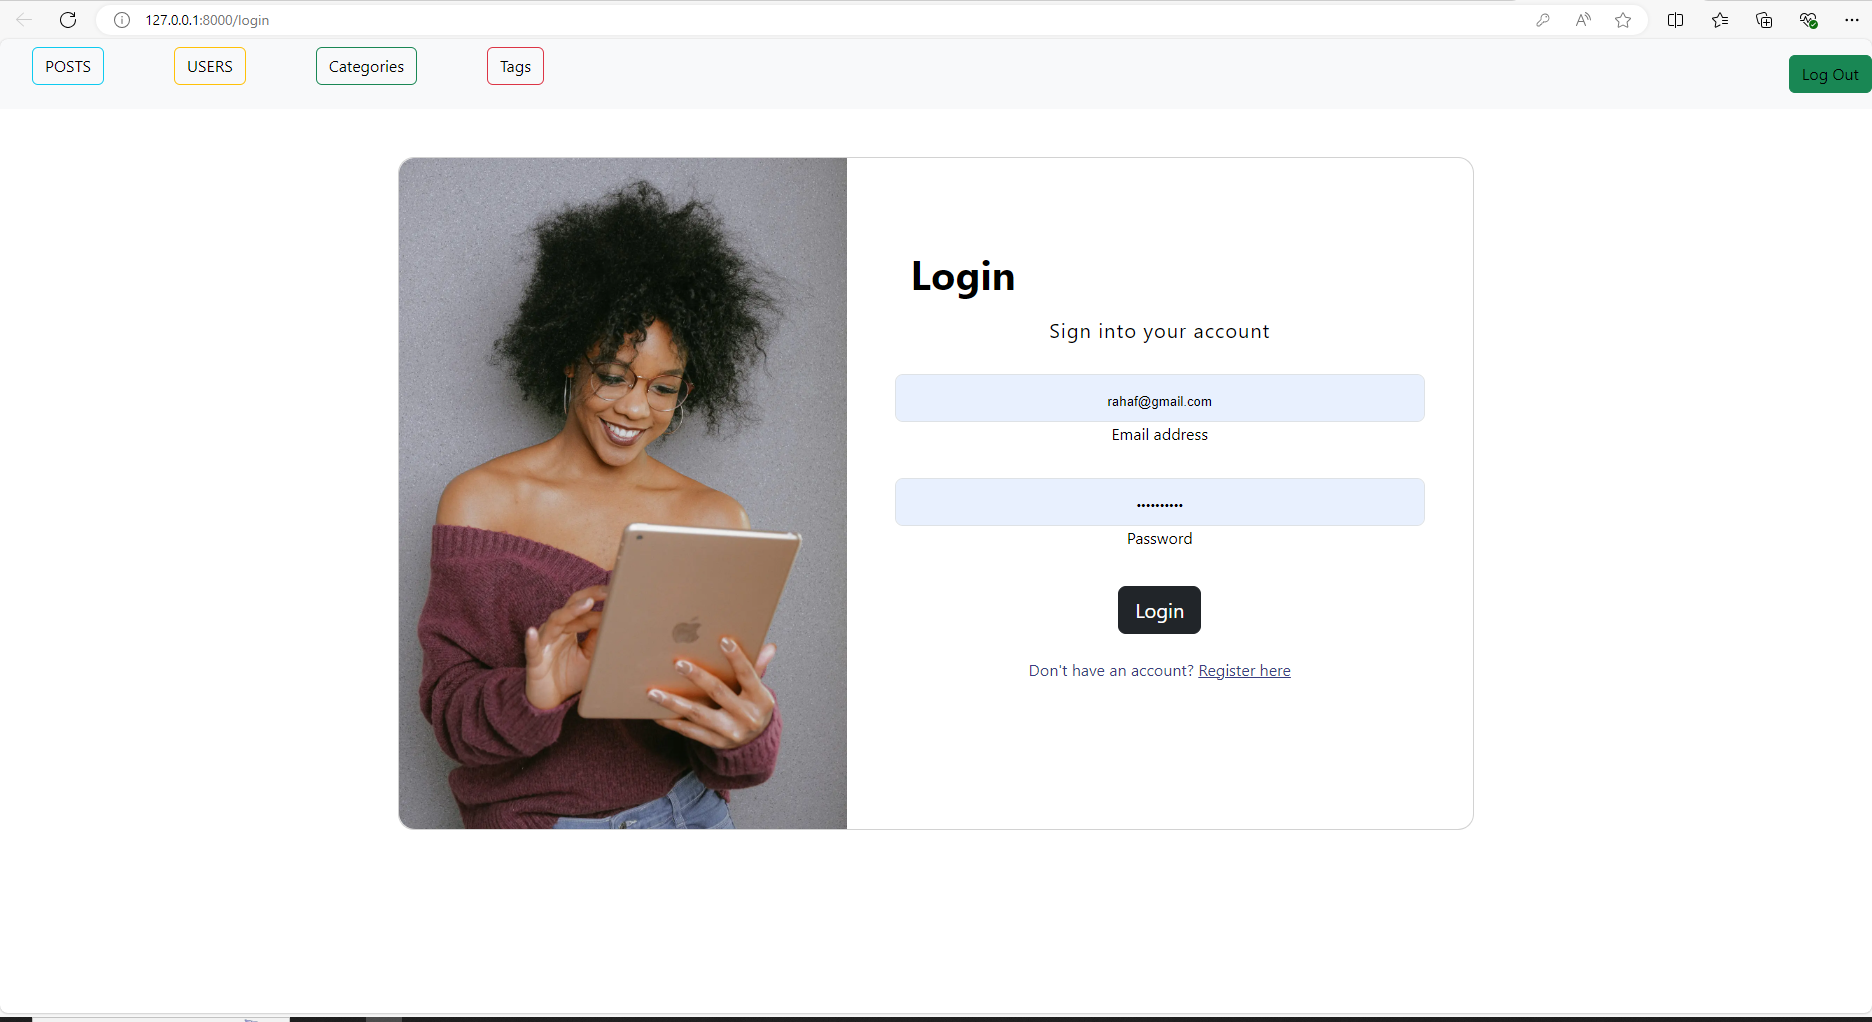 127.0.0.1:8000/login
POSTS USERS Categories Tags Log Out
Login
Sign into your account
rahaf@gmail.com
Email address
••••••••••
Password
Login
Don't have an account? Register here